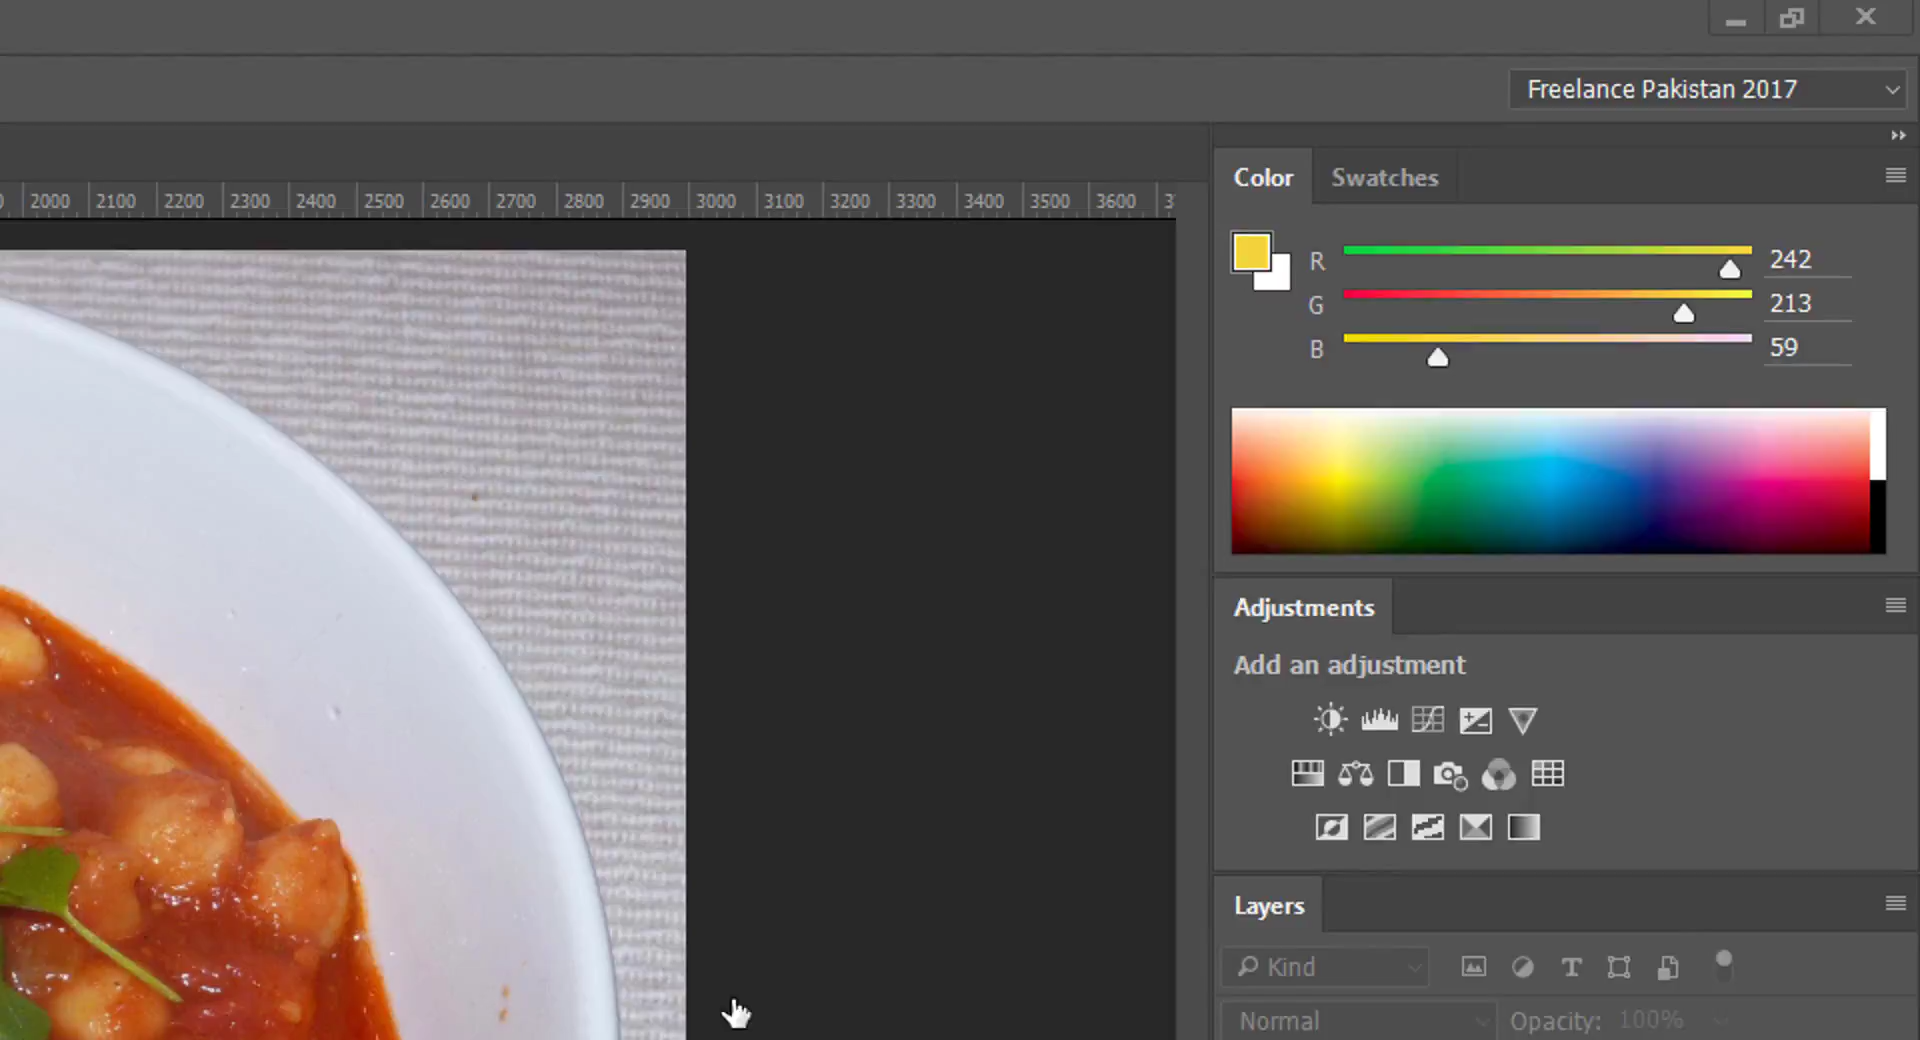 Freelance Pakistan 2017
Color Swatches
2000 2100 2200 2300 2400 2500 2600 2700 2800 2900 3000 3100 3200 3300 3400 3500 3600
R 242
G 213
B 59
Adjustments
Add an adjustment
Layers
Kind
Normal Opacity: 100%